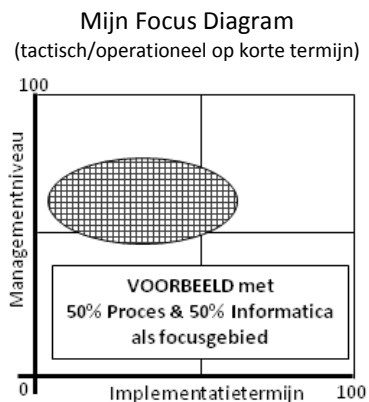 Mijn Focus Diagram
(tactisch/operationeel op korte termijn)
100
Managementniveau
VOORBEELD met
50% Proces & 50% Informatica
als focusgebied
0
Implementatietermijn
100